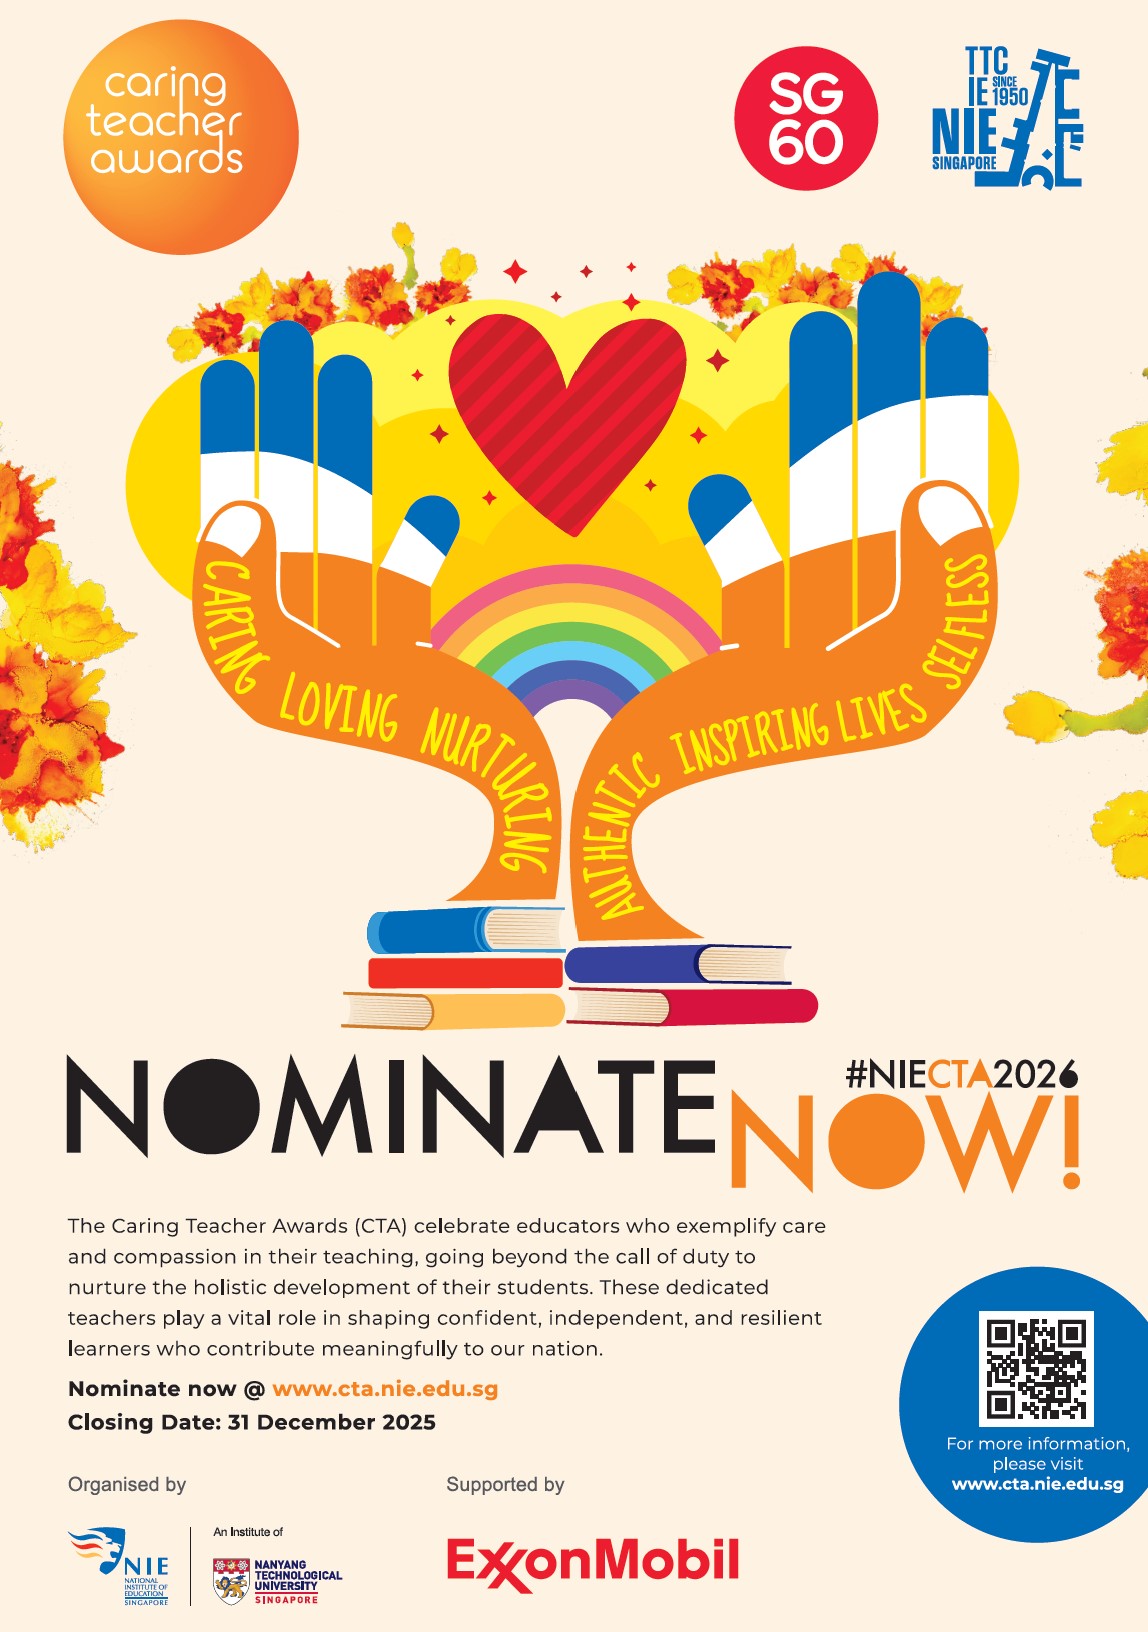 caring
teacher
awards
SG
60
TTC
IE SINCE 1950
NIE
SINGAPORE
CARING LOVING NURTURING
AUTHENTIC INSPIRING LIVES SELFLESS
#NIECTA2026
NOMINATE NOW!
The Caring Teacher Awards (CTA) celebrate educators who exemplify care
and compassion in their teaching, going beyond the call of duty to
nurture the holistic development of their students. These dedicated
teachers play a vital role in shaping confident, independent, and resilient
learners who contribute meaningfully to our nation.
Nominate now @ www.cta.nie.edu.sg
Closing Date: 31 December 2025
For more information,
please visit
www.cta.nie.edu.sg
Organised by
NIE
NATIONAL
INSTITUTE OF
EDUCATION
SINGAPORE
An Institute of
NANYANG
TECHNOLOGICAL
UNIVERSITY
SINGAPORE
Supported by
ExxonMobil